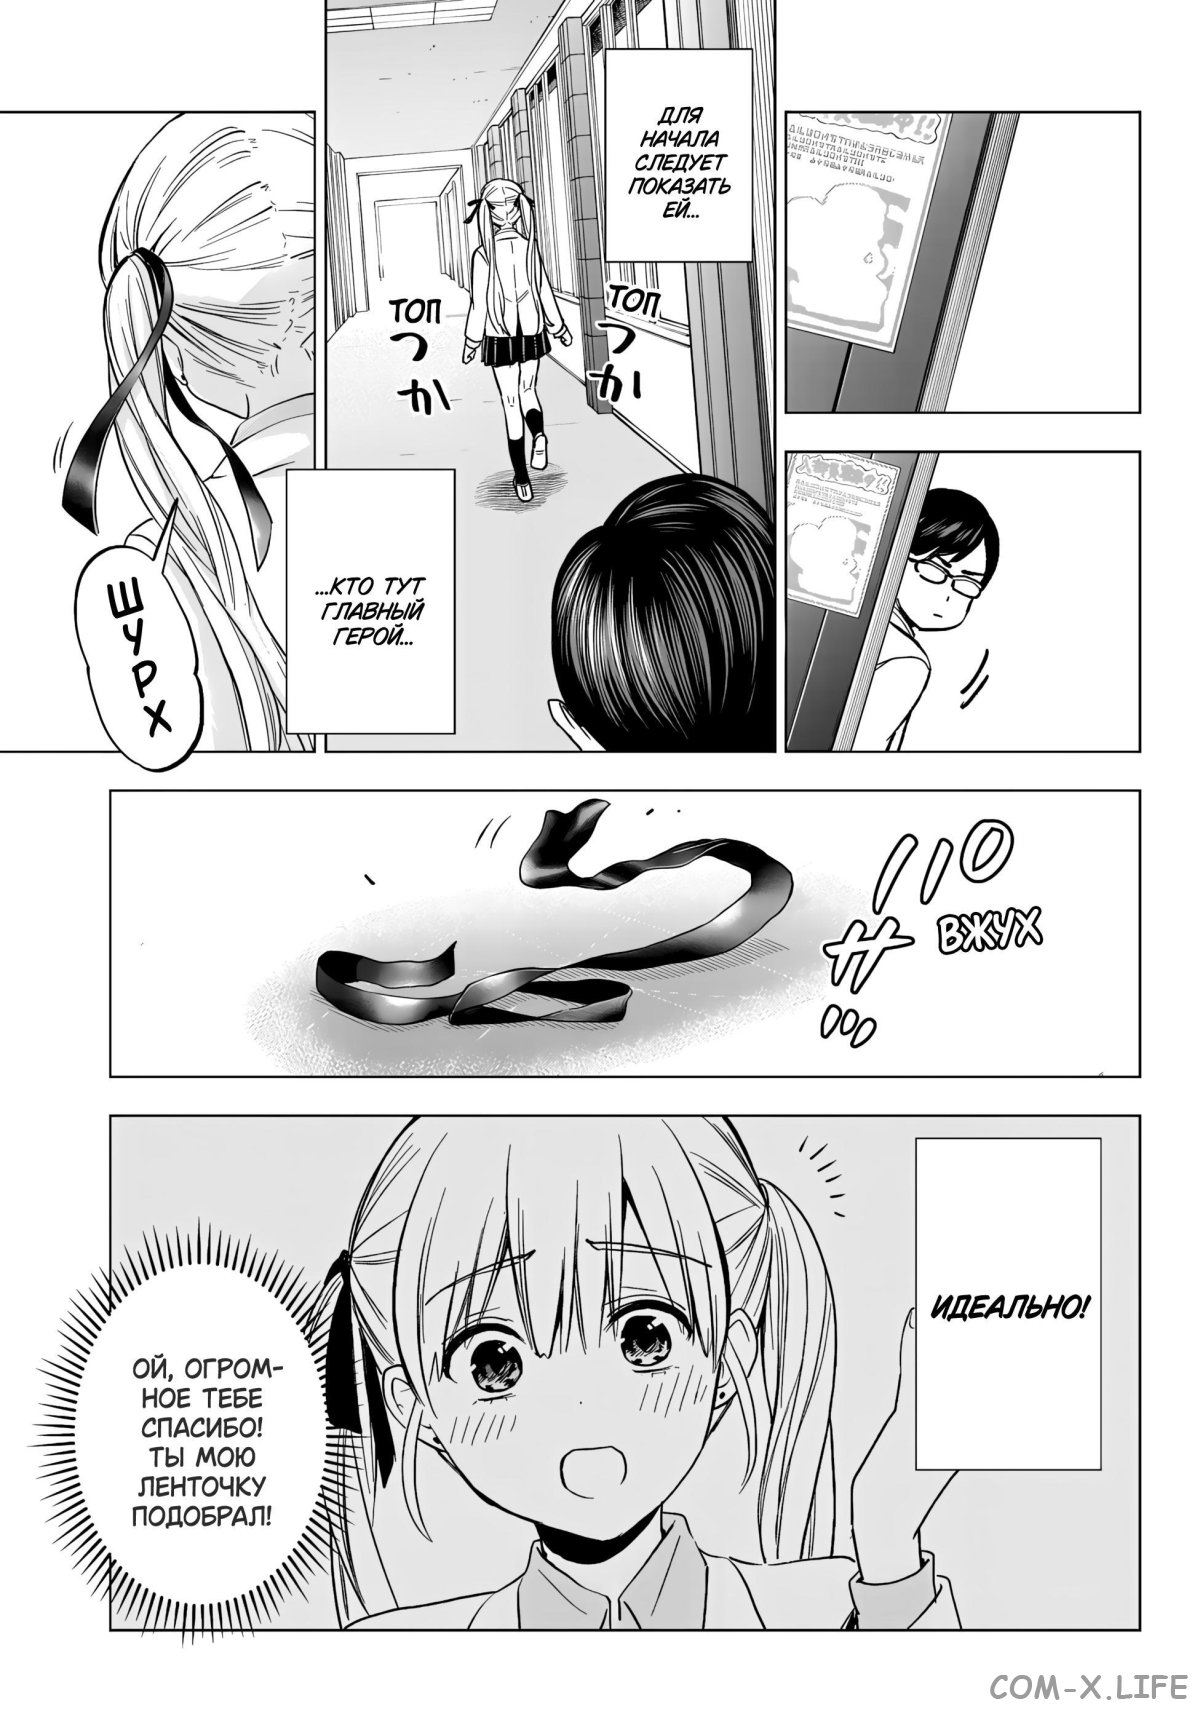 ДЛЯ
НАЧАЛА
СЛЕДУЕТ
ПОКАЗАТЬ
ЕЙ...
ТОП
つ
カ
ТОП
つ
カ
...КТО ТУТ
ГЛАВНЫЙ
ГЕРОЙ...
ШУРХ
ВЖУХ
ИДЕАЛЬНО!
ОЙ, ОГРОМ-
НОЕ ТЕБЕ
СПАСИБО!
ТЫ МОЮ
ЛЕНТОЧКУ
ПОДОБРАЛ!
COM-X.LIFE